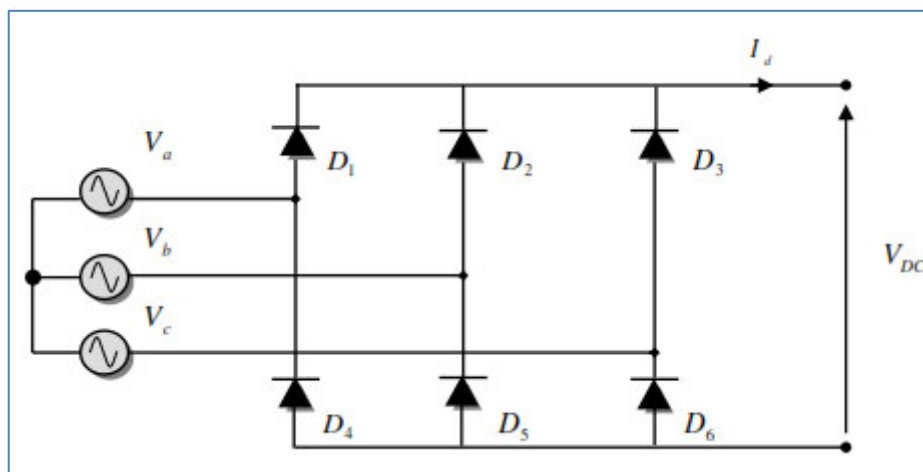 I_d
V_a
D_1
D_2
D_3
V_b
V_DC
V_c
D_4
D_5
D_6